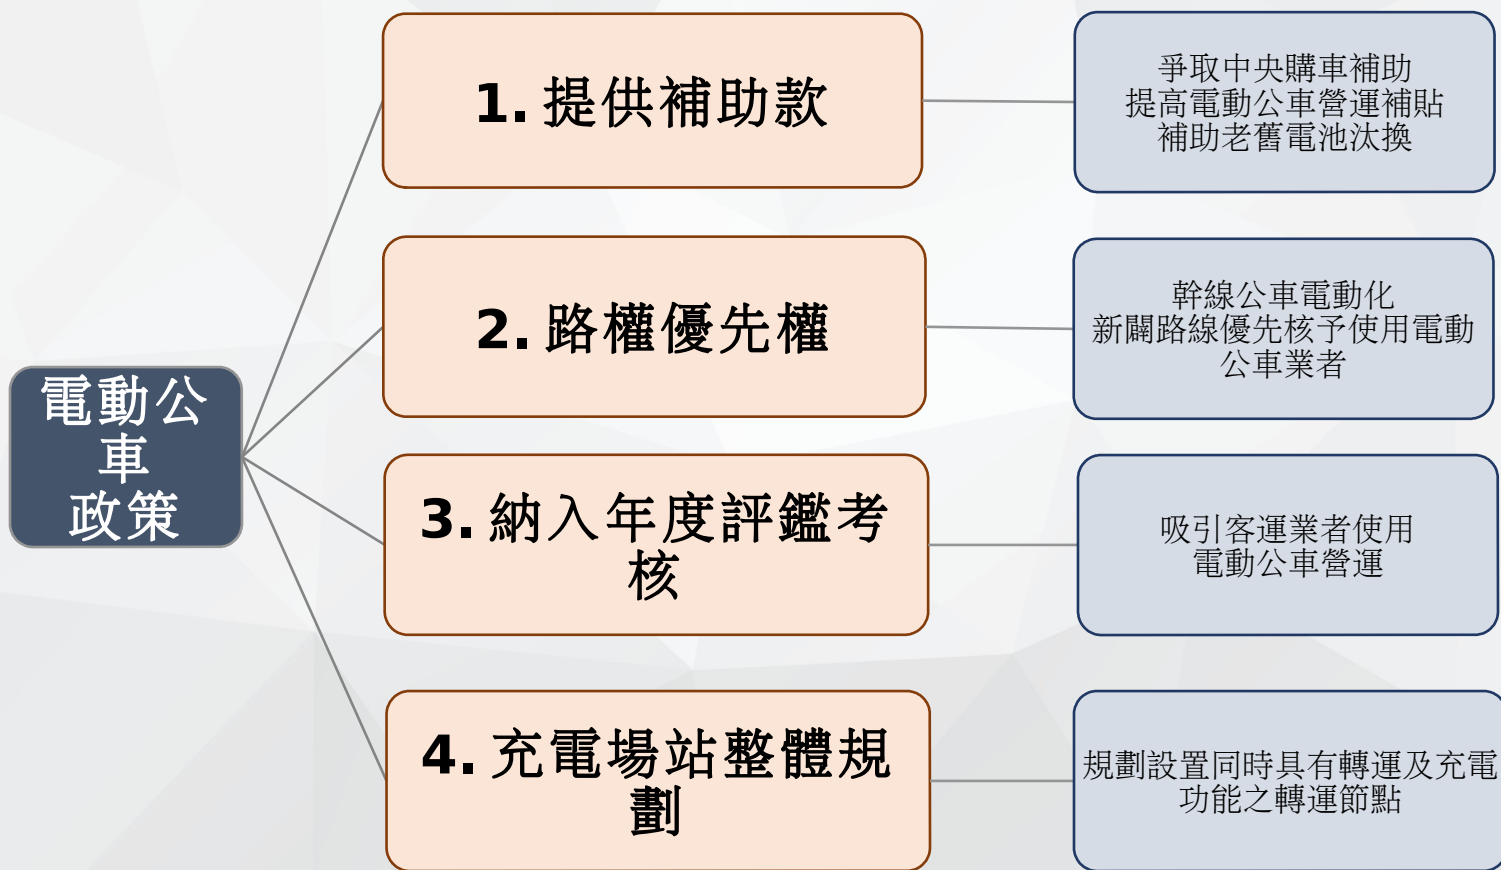 電動公
車
政策
1. 提供補助款
爭取中央購車補助
提高電動公車營運補貼
補助老舊電池汰換
2. 路權優先權
幹線公車電動化
新闢路線優先核予使用電動
公車業者
3. 納入年度評鑑考
核
吸引客運業者使用
電動公車營運
4. 充電場站整體規
劃
規劃設置同時具有轉運及充電
功能之轉運節點